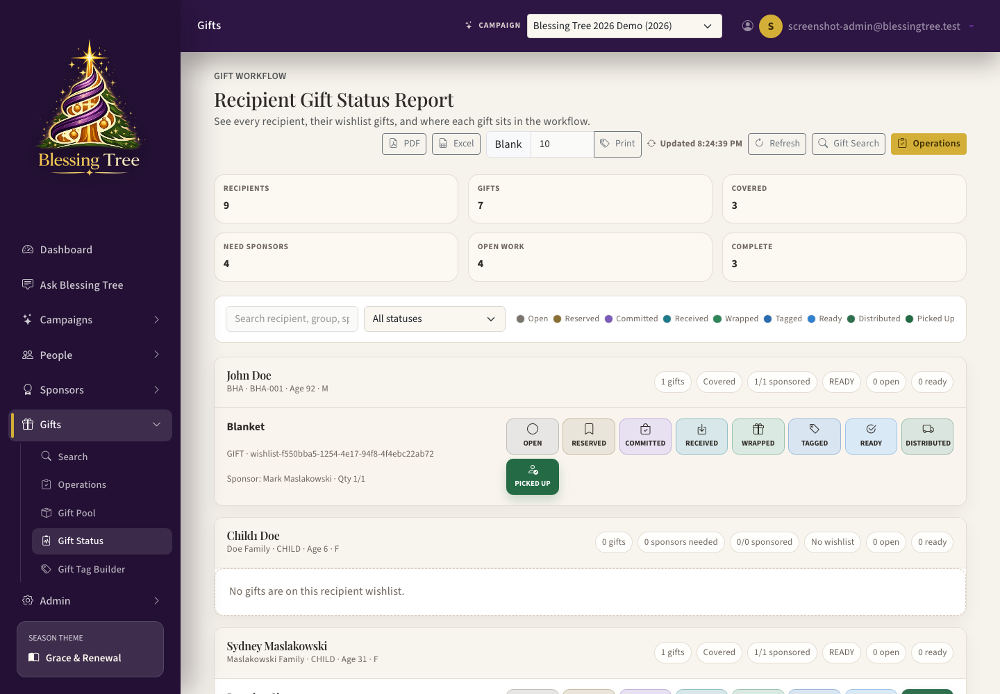 Gifts
CAMPAIGN
Blessing Tree 2026 Demo (2026)
S
screenshot-admin@blessingtree.test
Blessing Tree
Dashboard
Ask Blessing Tree
Campaigns
People
Sponsors
Gifts
Search
Operations
Gift Pool
Gift Status
Gift Tag Builder
Admin
SEASON THEME
Grace & Renewal
GIFT WORKFLOW
Recipient Gift Status Report
See every recipient, their wishlist gifts, and where each gift sits in the workflow.
PDF Excel Blank 10 Print Updated 8:24:39 PM Refresh Gift Search Operations
RECIPIENTS
9
GIFTS
7
COVERED
3
NEED SPONSORS
4
OPEN WORK
4
COMPLETE
3
Search recipient, group, sp
All statuses
Open Reserved Committed Received Wrapped Tagged Ready Distributed Picked Up
John Doe
BHA · BHA-001 · Age 92 · M
1 gifts Covered 1/1 sponsored READY 0 open 0 ready
Blanket
GIFT · wishlist-f550bba5-1254-4e17-94f8-4f4ebc22ab72
Sponsor: Mark Maslakowski · Qty 1/1
OPEN RESERVED COMMITTED RECEIVED WRAPPED TAGGED READY DISTRIBUTED
PICKED UP
Child1 Doe
Doe Family · CHILD · Age 6 · F
0 gifts 0 sponsors needed 0/0 sponsored No wishlist 0 open 0 ready
No gifts are on this recipient wishlist.
Sydney Maslakowski
Maslakowski Family · CHILD · Age 31 · F
1 gifts Covered 1/1 sponsored READY 0 open 0 ready